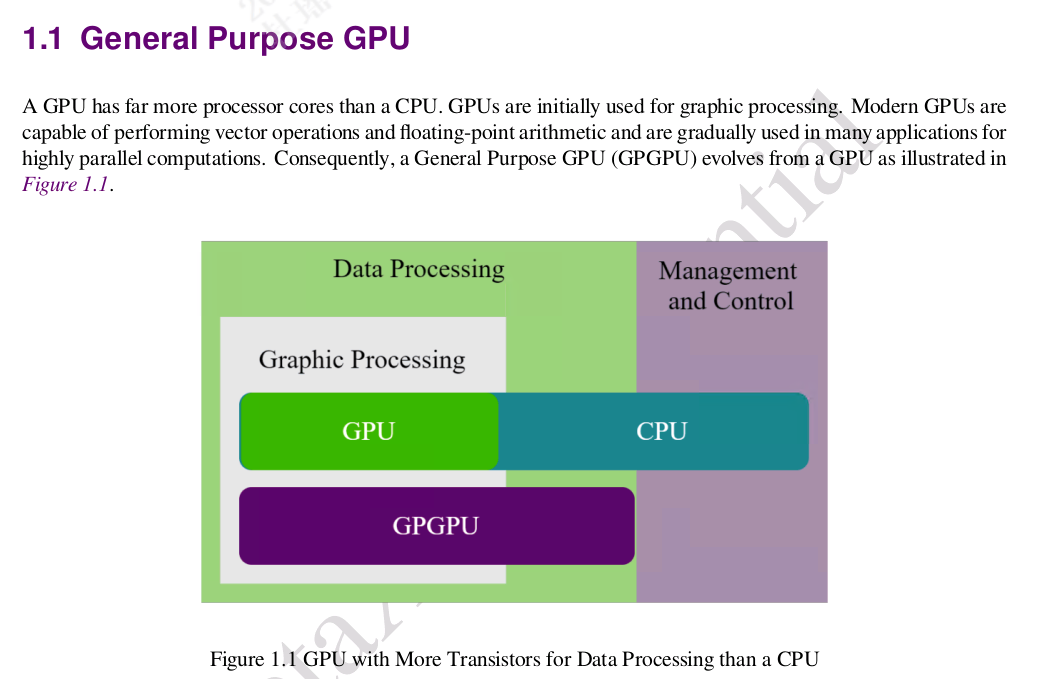 1.1 General Purpose GPU
A GPU has far more processor cores than a CPU. GPUs are initially used for graphic processing. Modern GPUs are
capable of performing vector operations and floating-point arithmetic and are gradually used in many applications for
highly parallel computations. Consequently, a General Purpose GPU (GPGPU) evolves from a GPU as illustrated in
Figure 1.1.
Data Processing
Management
and Control
Graphic Processing
GPU
CPU
GPGPU
Figure 1.1 GPU with More Transistors for Data Processing than a CPU